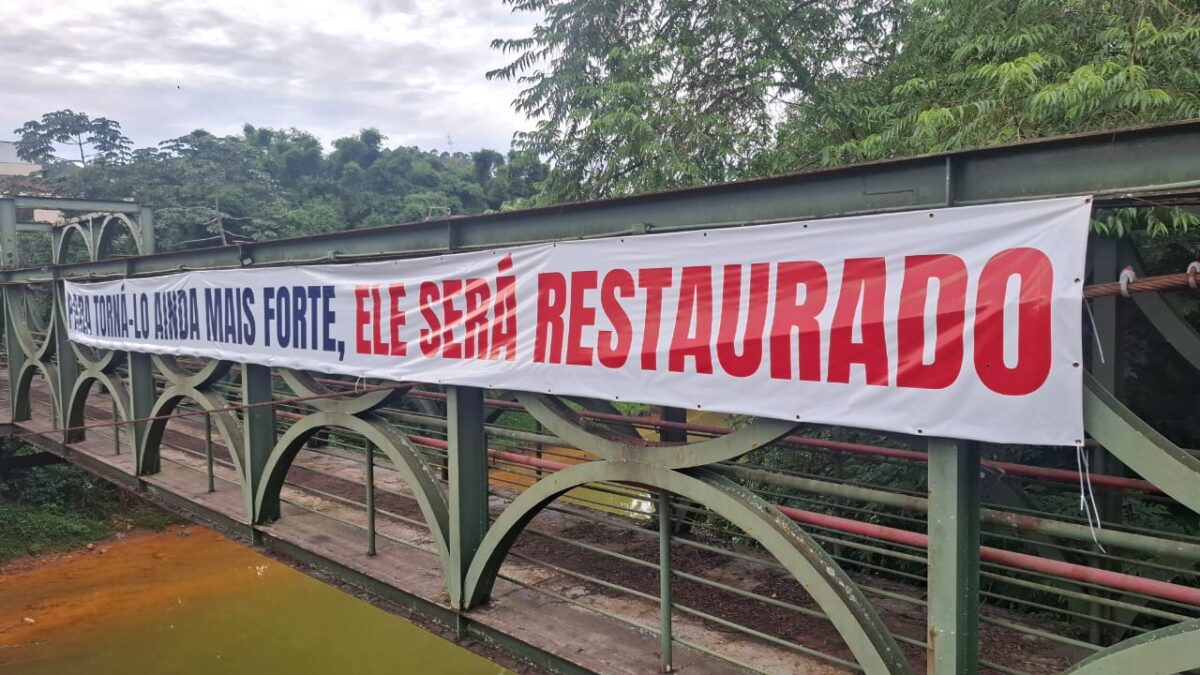 PARA TORNÁ-LO AINDA MAIS FORTE, ELE SERÁ RESTAURADO